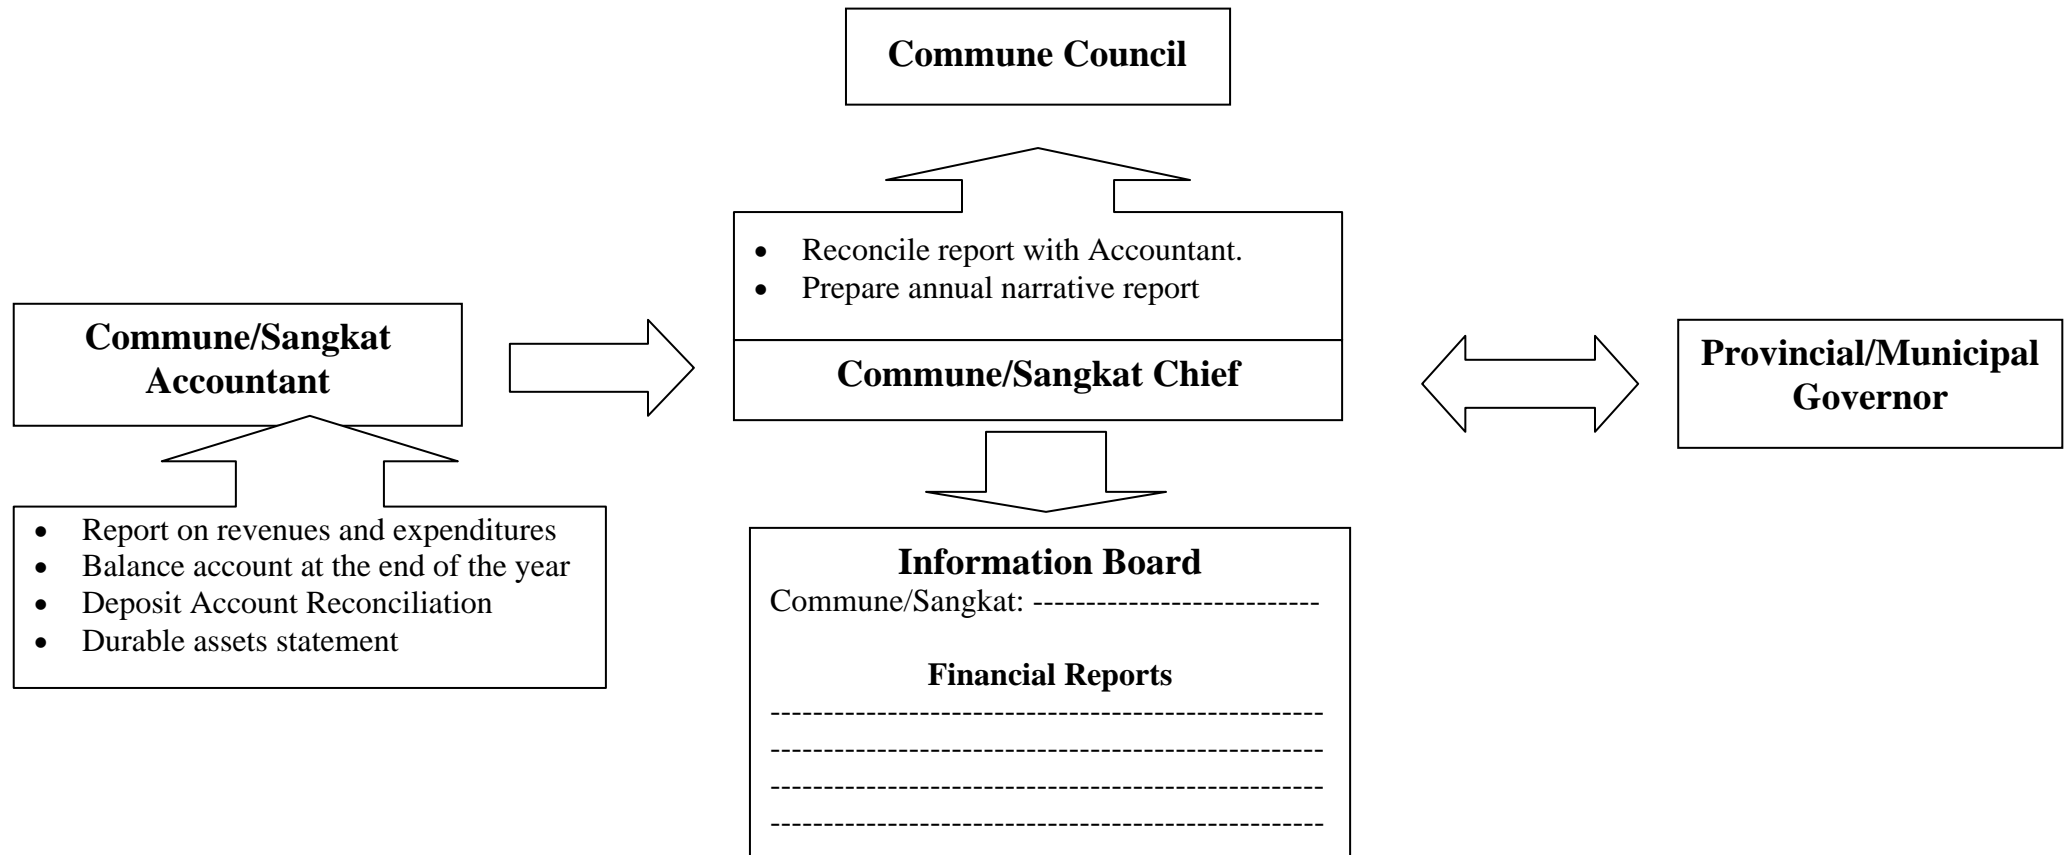 Commune Council
• Reconcile report with Accountant.
• Prepare annual narrative report
Commune/Sangkat Chief
Commune/Sangkat
Accountant
• Report on revenues and expenditures
• Balance account at the end of the year
• Deposit Account Reconciliation
• Durable assets statement
Provincial/Municipal
Governor
Information Board
Commune/Sangkat: ---------------------------
Financial Reports
----------------------------------------------------
----------------------------------------------------
----------------------------------------------------
----------------------------------------------------